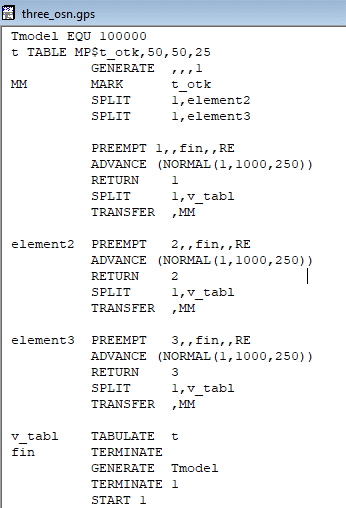 three_osn.gps
Tmodel EQU 100000
t TABLE MP$t_otk,50,50,25
GENERATE ,,,1
MM MARK t_otk
SPLIT 1,element2
SPLIT 1,element3
PREEMPT 1,,fin,,RE
ADVANCE (NORMAL(1,1000,250))
RETURN 1
SPLIT 1,v_tabl
TRANSFER ,MM
element2 PREEMPT 2,,fin,,RE
ADVANCE (NORMAL(1,1000,250))
RETURN 2
SPLIT 1,v_tabl
TRANSFER ,MM
element3 PREEMPT 3,,fin,,RE
ADVANCE (NORMAL(1,1000,250))
RETURN 3
SPLIT 1,v_tabl
TRANSFER ,MM
v_tabl TABULATE t
fin TERMINATE
GENERATE Tmodel
TERMINATE 1
START 1